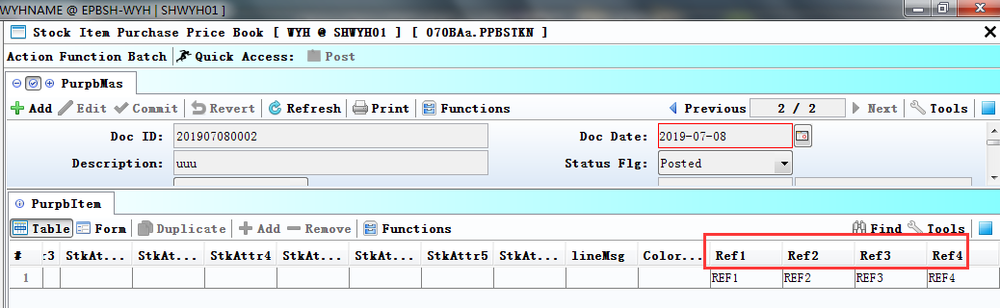 WYHNAME @ EPBSH-WYH | SHWYH01 ]
Stock Item Purchase Price Book [ WYH @ SHWYH01 ] [ 070BAa.PPBSTKN ]
Action Function Batch Quick Access: Post
PurpbMas
Add Edit Commit Revert Refresh Print Functions Previous 2 / 2 Next Tools
Doc ID: 201907080002 Doc Date: 2019-07-08
Description: uuu Status Flg: Posted
PurpbItem
Table Form Duplicate Add Remove Functions Find Tools
# r3 StkAt... StkAt... StkAttr4 StkAt... StkAt... StkAttr5 StkAt... lineMsg Color... Ref1 Ref2 Ref3 Ref4
1 REF1 REF2 REF3 REF4